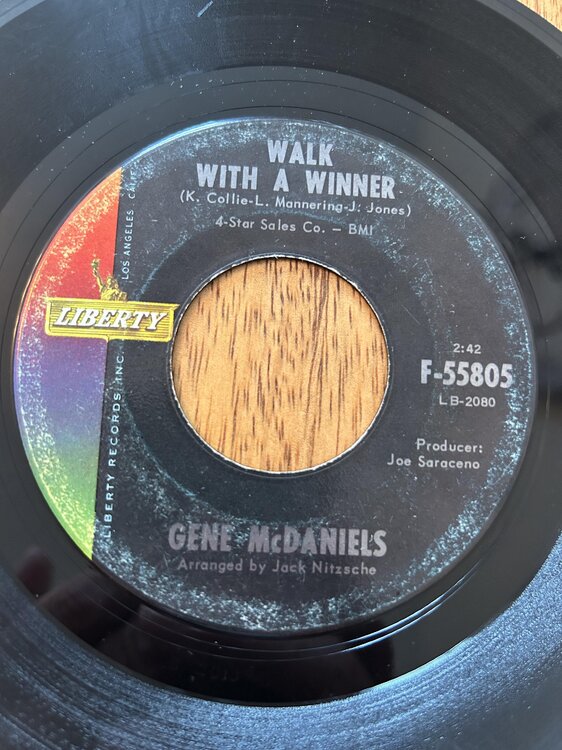 WALK
WITH A WINNER
(K. Collie-L. Mannering-J. Jones)
4-Star Sales Co. – BMI
LIBERTY
LIBERTY RECORDS, INC. LOS ANGELES
2:42
F-55805
LB-2080
Producer:
Joe Saraceno
GENE McDANIELS
Arranged by Jack Nitzsche